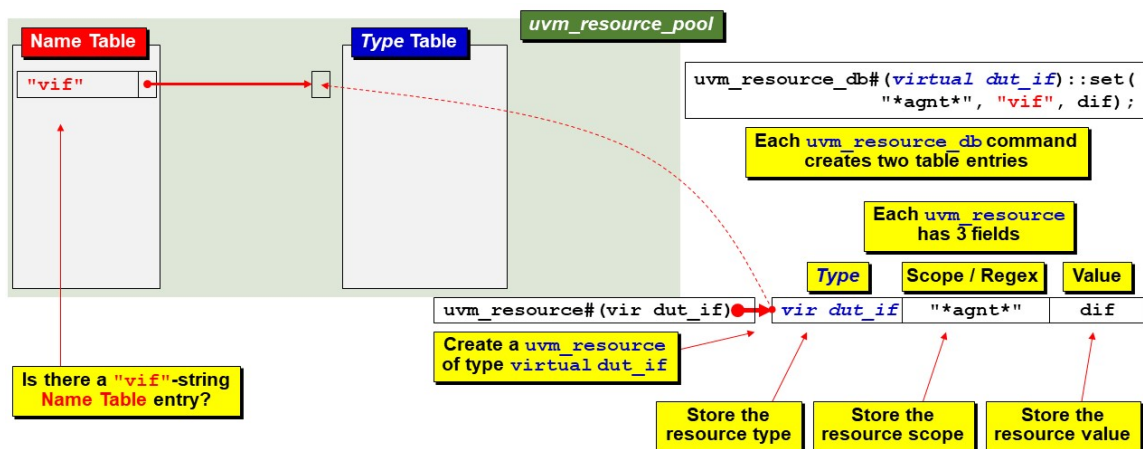 uvm_resource_pool
Name Table
Type Table
"vif"
uvm_resource_db#(virtual dut_if)::set(
"*agnt*", "vif", dif);
Each uvm_resource_db command
creates two table entries
Each uvm_resource
has 3 fields
Type
Scope / Regex
Value
uvm_resource#(vir dut_if)
vir dut_if
"*agnt*"
dif
Create a uvm_resource
of type virtual dut_if
Is there a "vif"-string
Name Table entry?
Store the
resource type
Store the
resource scope
Store the
resource value